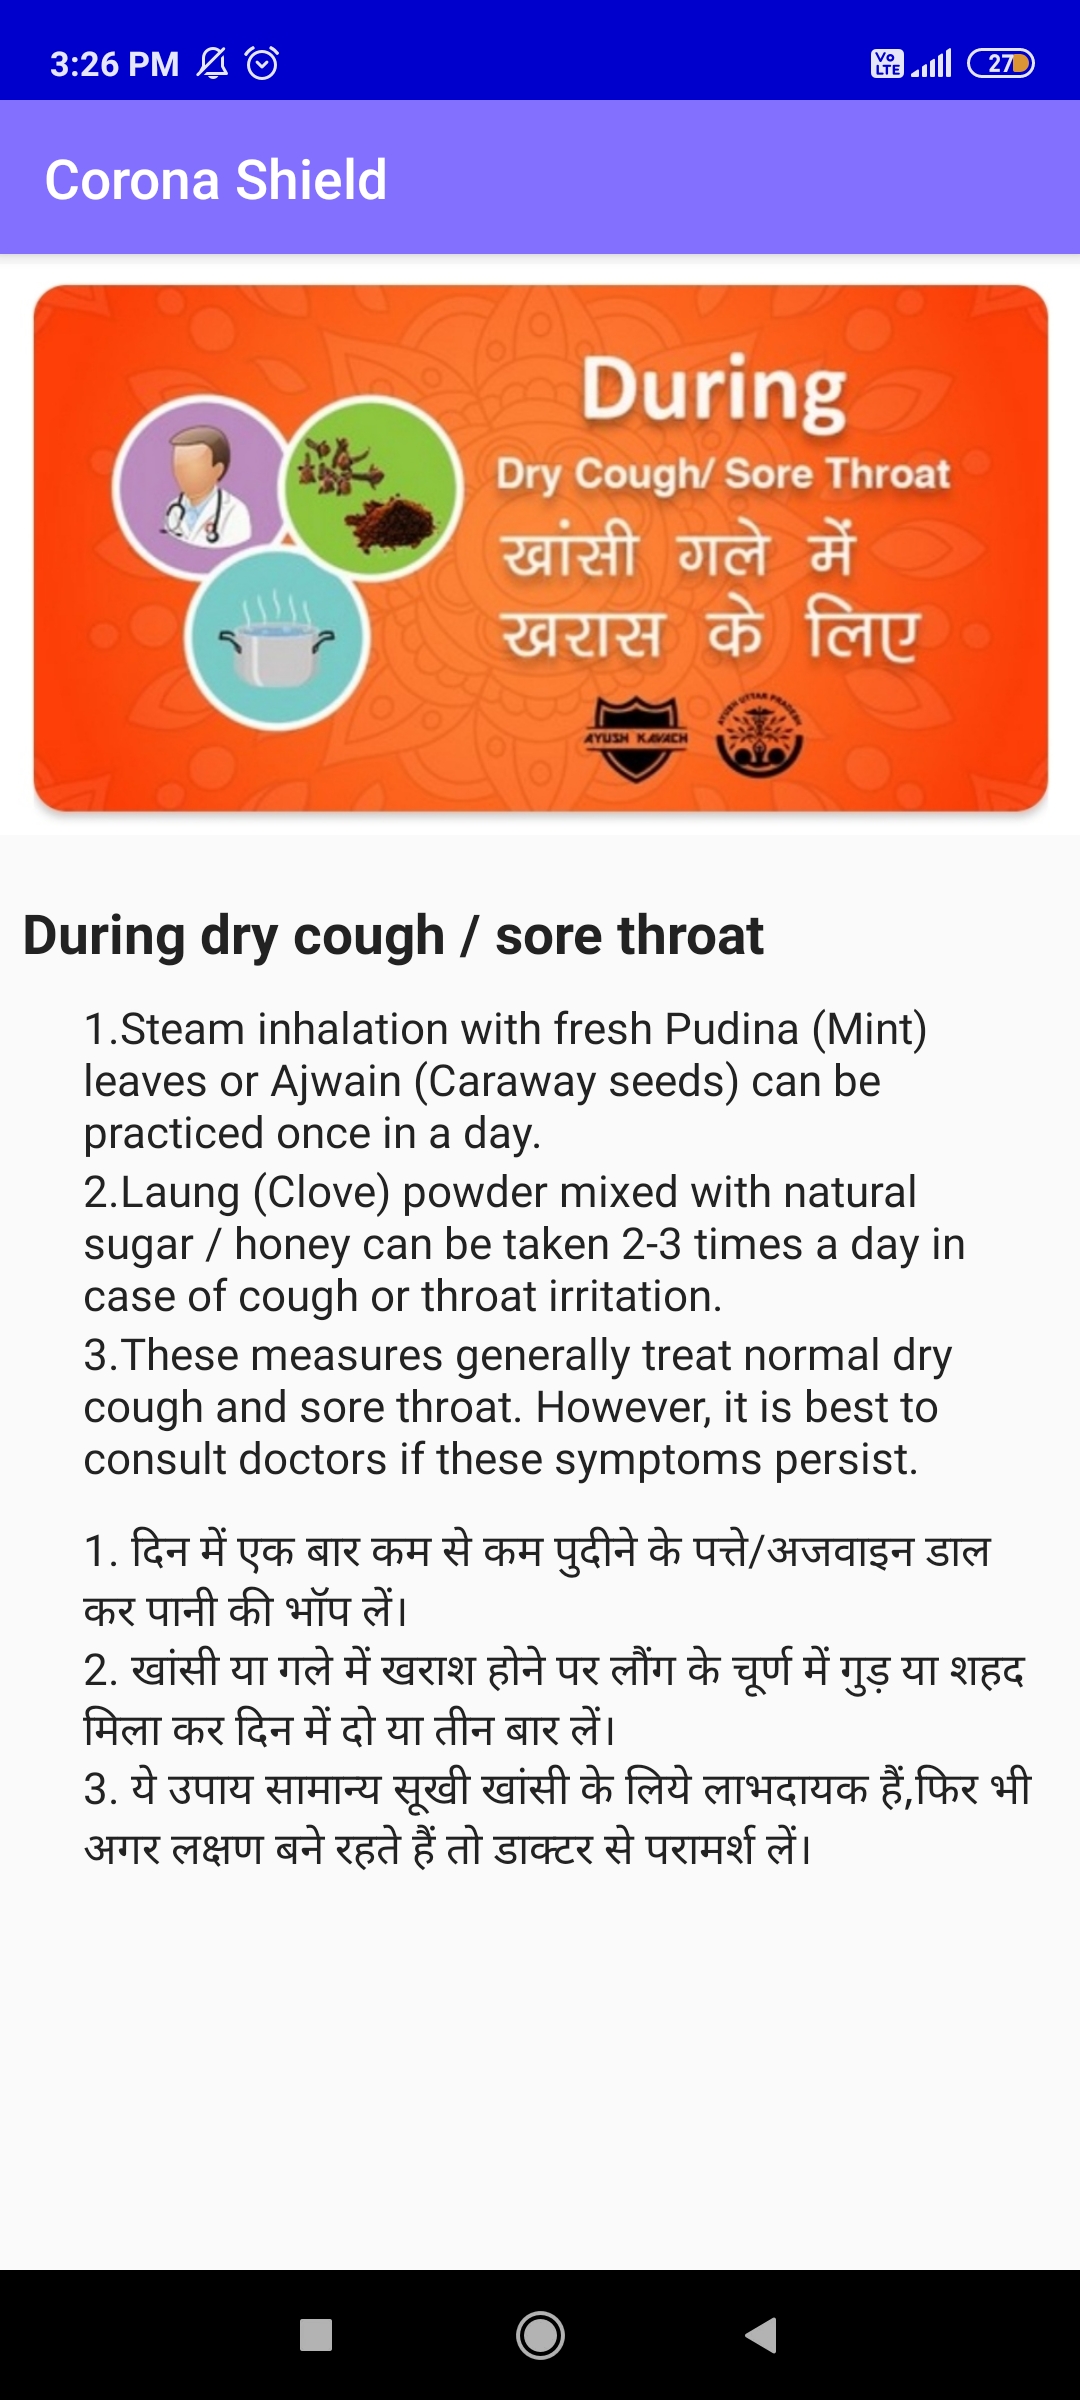 3:26 PM
Vo LTE
27
Corona Shield
During
Dry Cough/ Sore Throat
खांसी गले में
खरास के लिए
AYUSH KAVACH
AYUSH UTTAR PRADESH
During dry cough / sore throat
1.Steam inhalation with fresh Pudina (Mint)
leaves or Ajwain (Caraway seeds) can be
practiced once in a day.
2.Laung (Clove) powder mixed with natural
sugar / honey can be taken 2-3 times a day in
case of cough or throat irritation.
3.These measures generally treat normal dry
cough and sore throat. However, it is best to
consult doctors if these symptoms persist.
1. दिन में एक बार कम से कम पुदीने के पत्ते/अजवाइन डाल
कर पानी की भॉप लें।
2. खांसी या गले में खराश होने पर लौंग के चूर्ण में गुड़ या शहद
मिला कर दिन में दो या तीन बार लें।
3. ये उपाय सामान्य सूखी खांसी के लिये लाभदायक हैं,फिर भी
अगर लक्षण बने रहते हैं तो डाक्टर से परामर्श लें।